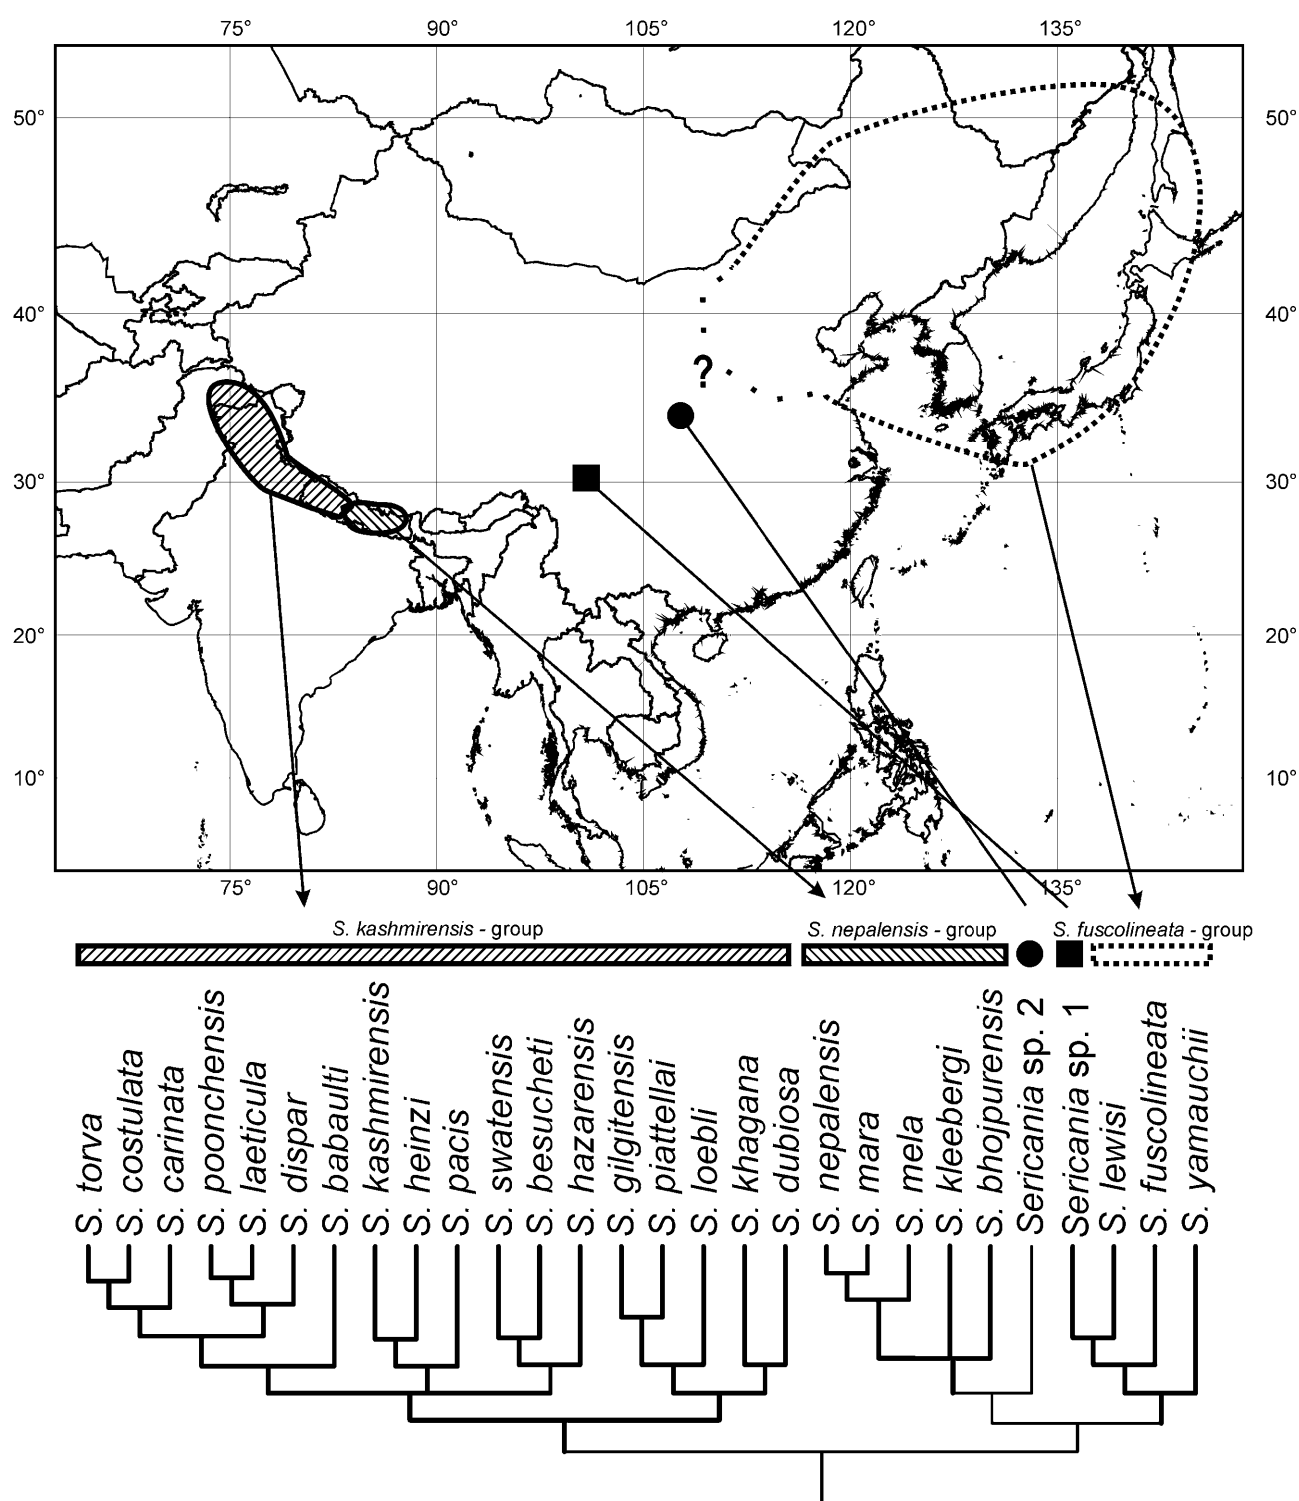 75° 90° 105° 120° 135°
50° 50°
40° 40°
?
30° 30°
20° 20°
10° 10°
75° 90° 105° 120° 135°
S. kashmirensis - group
S. nepalensis - group
S. fuscolineata - group
S. torva
S. costulata
S. carinata
S. poonchensis
S. laeticula
S. dispar
S. babaulti
S. kashmirensis
S. heinzi
S. pacis
S. swatensis
S. besucheti
S. hazarensis
S. gilgitensis
S. piattellai
S. loebli
S. khagana
S. dubiosa
S. nepalensis
S. mara
S. mela
S. kleebergi
S. bhojpurensis
Sericania sp. 2
Sericania sp. 1
S. lewisi
S. fuscolineata
S. yamauchii